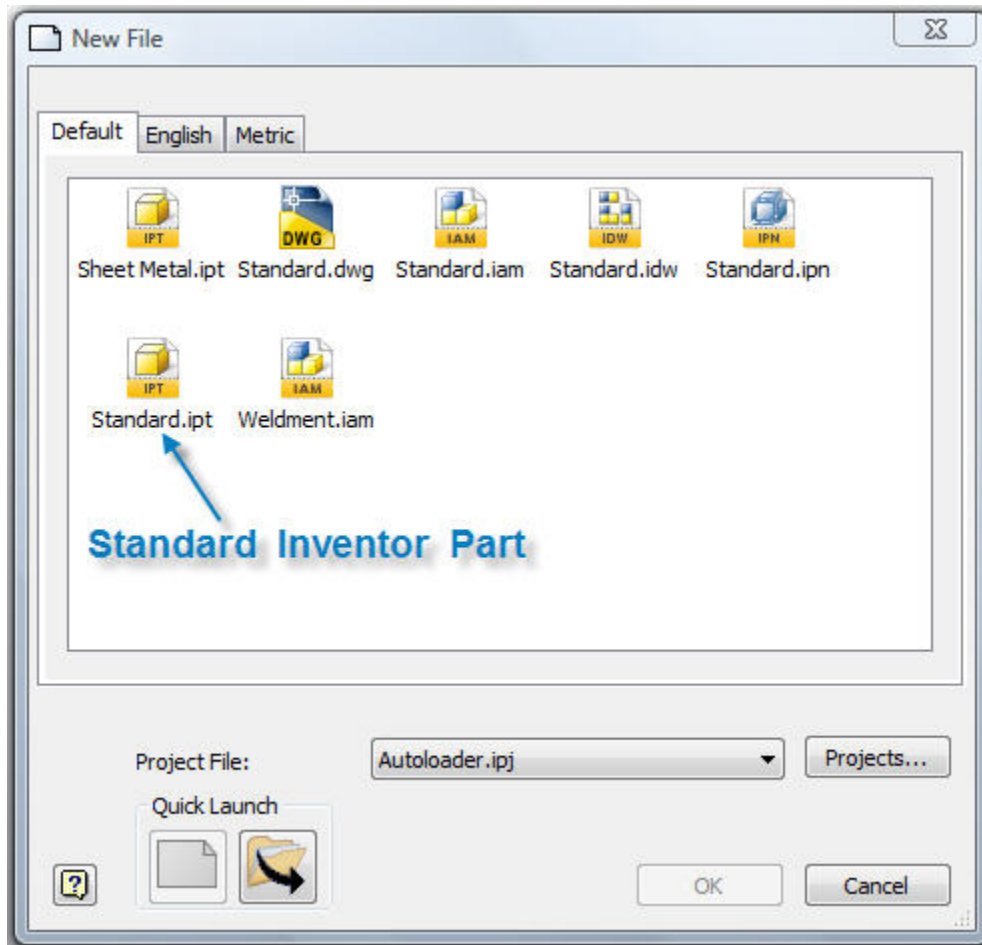 New File
Default English Metric
IPT DWG IAM IDW IPN
Sheet Metal.ipt Standard.dwg Standard.iam Standard.idw Standard.ipn
IPT IAM
Standard.ipt Weldment.iam
Standard Inventor Part
Project File: Autoloader.ipj Projects...
Quick Launch
? OK Cancel